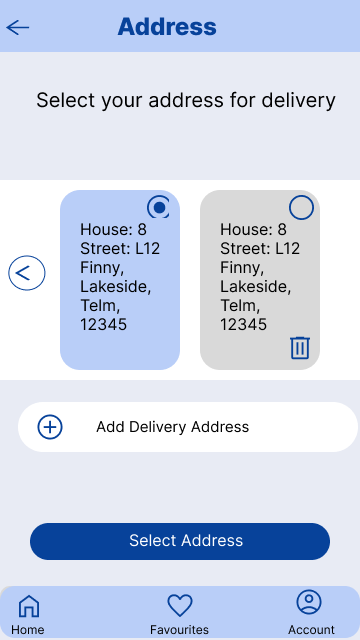 Address
Select your address for delivery
House: 8
Street: L12
Finny,
Lakeside,
Telm,
12345
House: 8
Street: L12
Finny,
Lakeside,
Telm,
12345
Add Delivery Address
Select Address
Home
Favourites
Account